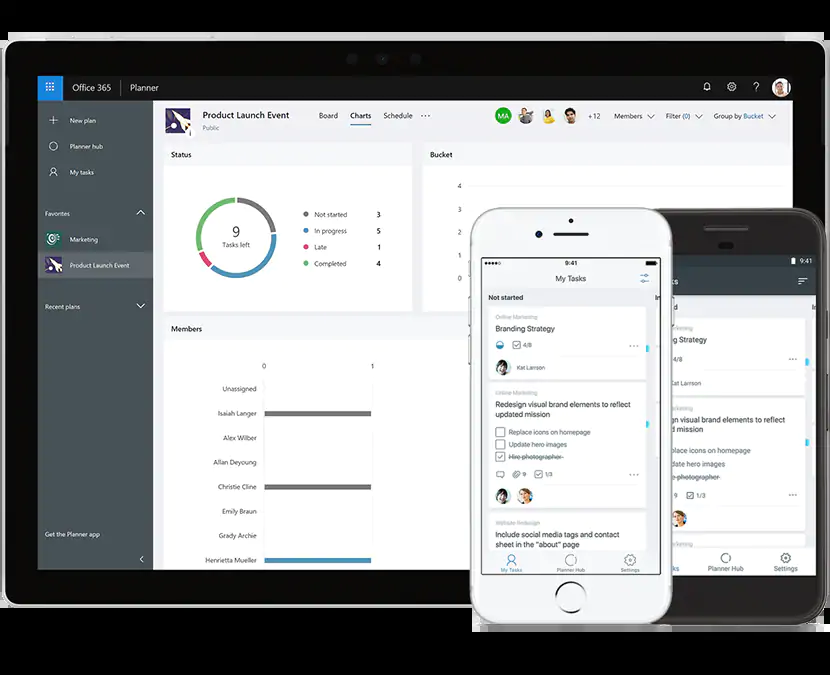 Office 365 Planner
New plan
Planner hub
My tasks
Favorites
Marketing
Product Launch Event
Recent plans
Get the Planner app
Product Launch Event
Public
Board Charts Schedule
MA +12 Members Filter (0) Group by Bucket
Status
9
Tasks left
Not started 3
In progress 5
Late 1
Completed 4
Bucket
4
3
2
1
0
Members
0 1
Unassigned
Isaiah Langer
Alex Wilber
Allan Deyoung
Christie Cline
Emily Braun
Grady Archie
Henrietta Mueller
9:41
My Tasks
Not started
Online Marketing
Branding Strategy
4/8
Kat Larrson
Online Marketing
Redesign visual brand elements to reflect
updated mission
Replace icons on homepage
Update hero images
Hire photographer
9 1/3
Website Redesign
Include social media tags and contact
sheet in the "about" page
My Tasks Planner Hub Settings
9:41
ks
d
rketing
g Strategy
4/8
Kat Larrson
rketing
gn visual brand elements to reflect
d mission
place icons on homepage
date hero images
photographer
9 1/3
rketing
ks Planner Hub Settings